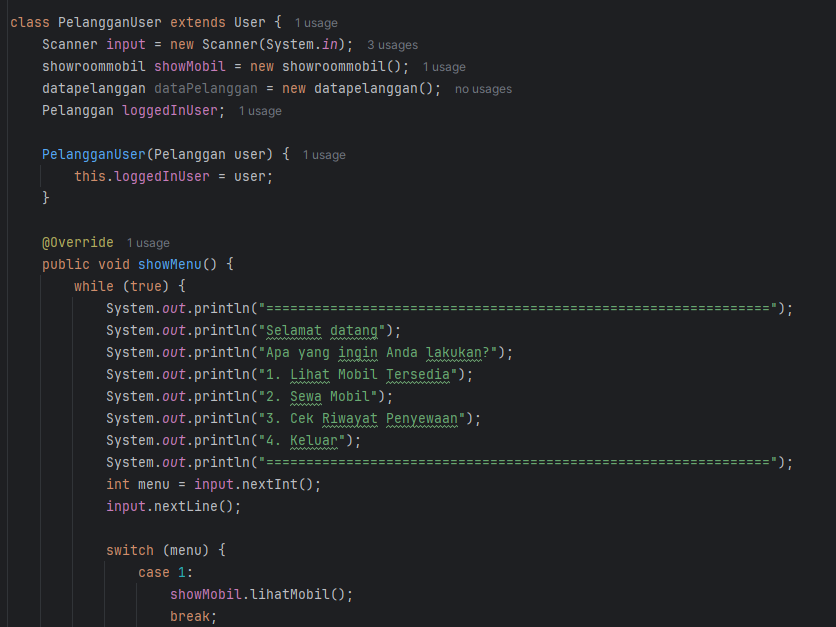 class PelangganUser extends User {  1 usage
    Scanner input = new Scanner(System.in);  3 usages
    showroommobil showMobil = new showroommobil();  1 usage
    datapelanggan dataPelanggan = new datapelanggan();  no usages
    Pelanggan loggedInUser;  1 usage

    PelangganUser(Pelanggan user) {  1 usage
        this.loggedInUser = user;
    }

    @Override  1 usage
    public void showMenu() {
        while (true) {
            System.out.println("===============================================================");
            System.out.println("Selamat datang");
            System.out.println("Apa yang ingin Anda lakukan?");
            System.out.println("1. Lihat Mobil Tersedia");
            System.out.println("2. Sewa Mobil");
            System.out.println("3. Cek Riwayat Penyewaan");
            System.out.println("4. Keluar");
            System.out.println("===============================================================");
            int menu = input.nextInt();
            input.nextLine();

            switch (menu) {
                case 1:
                    showMobil.lihatMobil();
                    break;